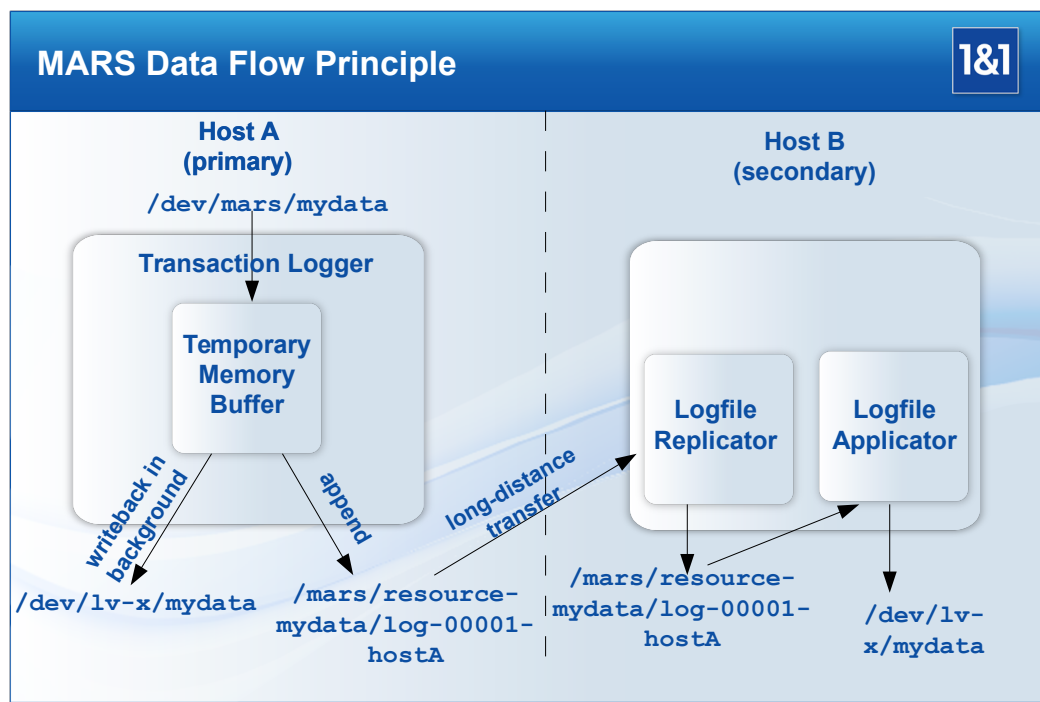 MARS Data Flow Principle
1&1
Host A
(primary)
/dev/mars/mydata
Transaction Logger
Temporary
Memory
Buffer
writeback in
background
append
/dev/lv-x/mydata
/mars/resource-
mydata/log-00001-
hostA
long-distance
transfer
Host B
(secondary)
Logfile
Replicator
Logfile
Applicator
/mars/resource-
mydata/log-00001-
hostA
/dev/lv-
x/mydata